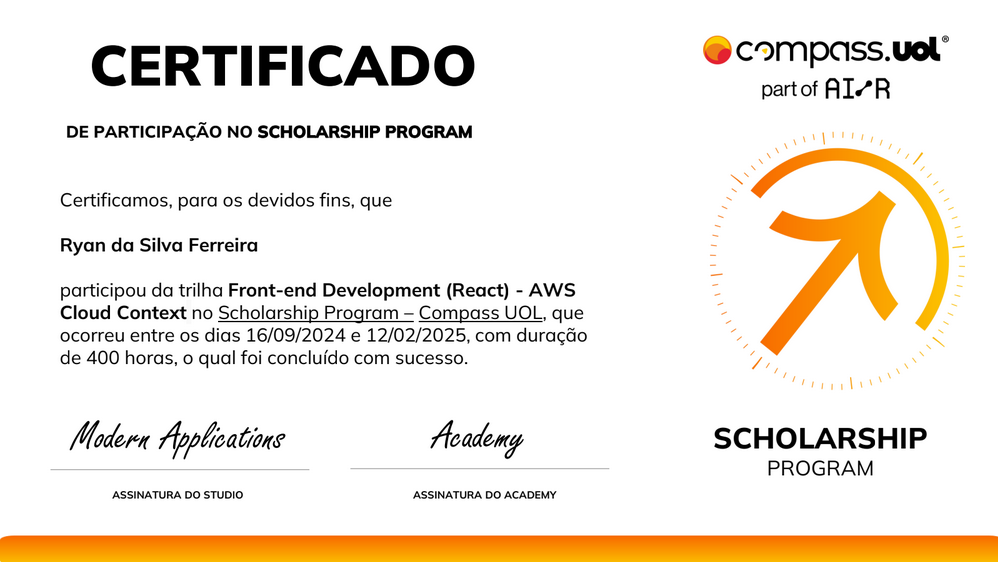 CERTIFICADO
DE PARTICIPAÇÃO NO SCHOLARSHIP PROGRAM
Certificamos, para os devidos fins, que
Ryan da Silva Ferreira
participou da trilha Front-end Development (React) - AWS
Cloud Context no Scholarship Program – Compass UOL, que
ocorreu entre os dias 16/09/2024 e 12/02/2025, com duração
de 400 horas, o qual foi concluído com sucesso.
Modern Applications
ASSINATURA DO STUDIO
Academy
ASSINATURA DO ACADEMY
compass.uol®
part of AI/R
SCHOLARSHIP
PROGRAM